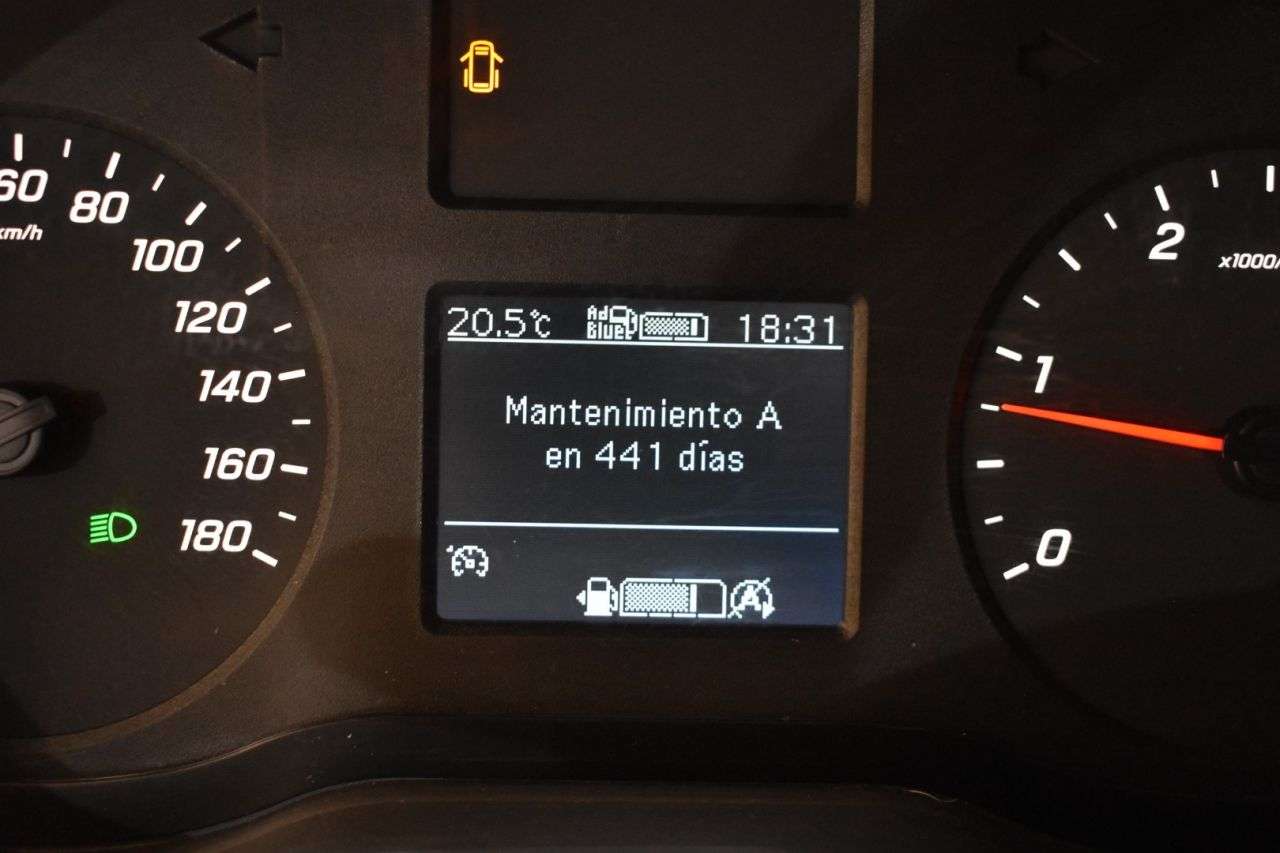 60
80
km/h
100
120
140
160
180
20.5°C
Ad
Blue
18:31
Mantenimiento A
en 441 días
A
2
x1000/
1
0